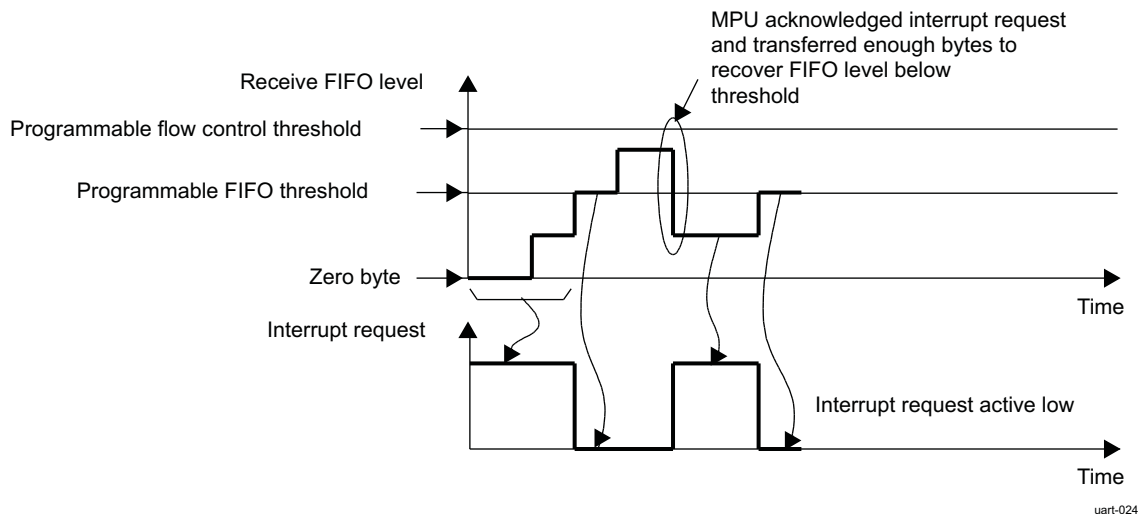 MPU acknowledged interrupt request
and transferred enough bytes to
recover FIFO level below
threshold
Receive FIFO level
Programmable flow control threshold
Programmable FIFO threshold
Zero byte
Time
Interrupt request
Interrupt request active low
Time
uart-024